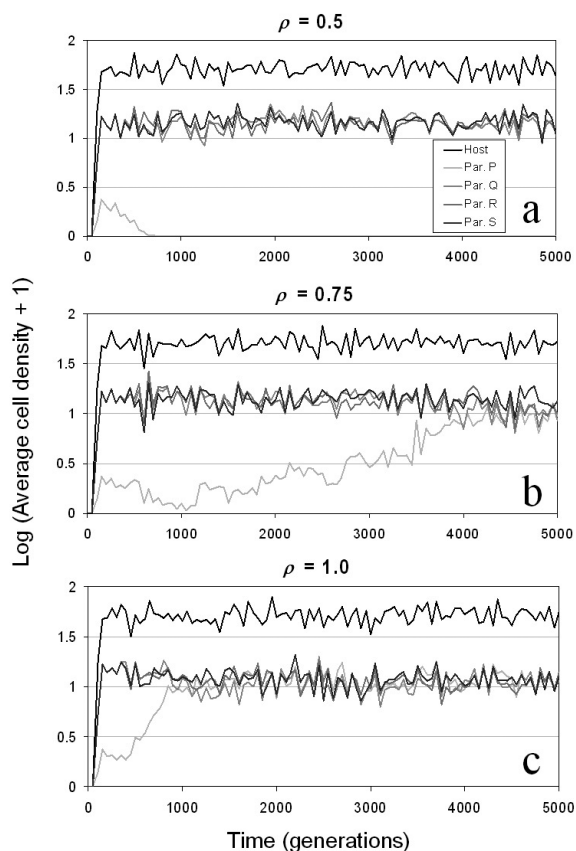 ρ = 0.5
2
1.5
1
0.5
0
Host
Par. P
Par. Q
Par. R
Par. S
a
0 1000 2000 3000 4000 5000
ρ = 0.75
2
1.5
1
0.5
0
b
0 1000 2000 3000 4000 5000
Log (Average cell density + 1)
ρ = 1.0
2
1.5
1
0.5
0
c
0 1000 2000 3000 4000 5000
Time (generations)